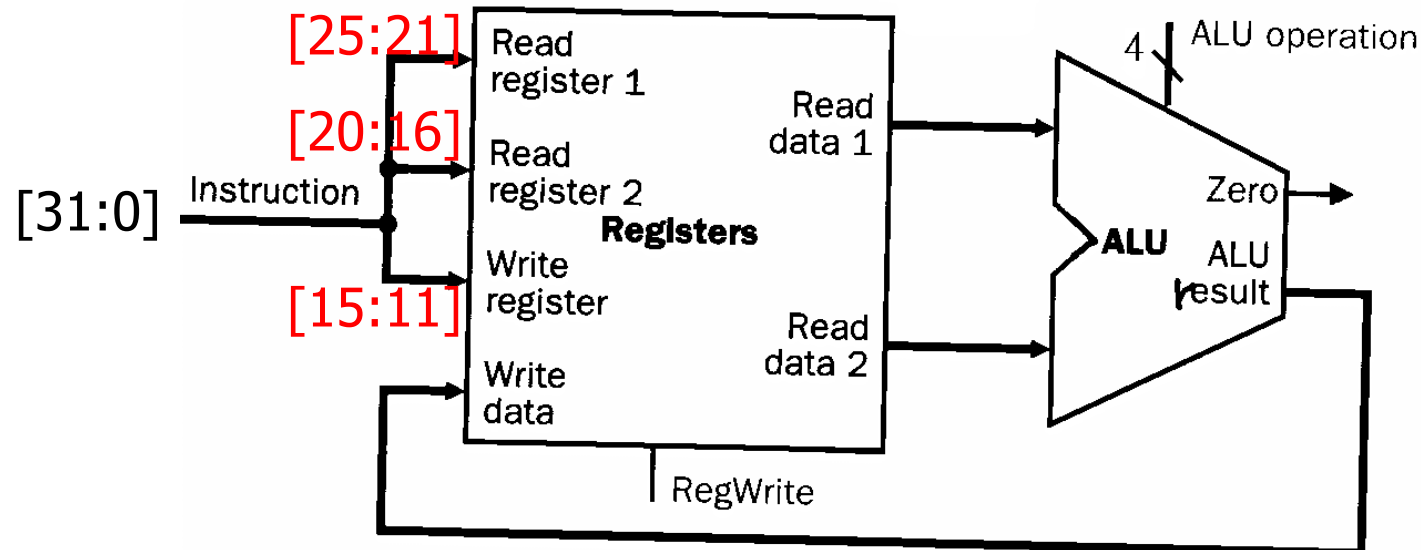 [25:21]
Read
register 1
[20:16]
Read
register 2
[31:0]
Instruction
Registers
Write
register
[15:11]
Write
data
Read
data 1
Read
data 2
RegWrite
4
ALU operation
Zero
ALU
ALU
result